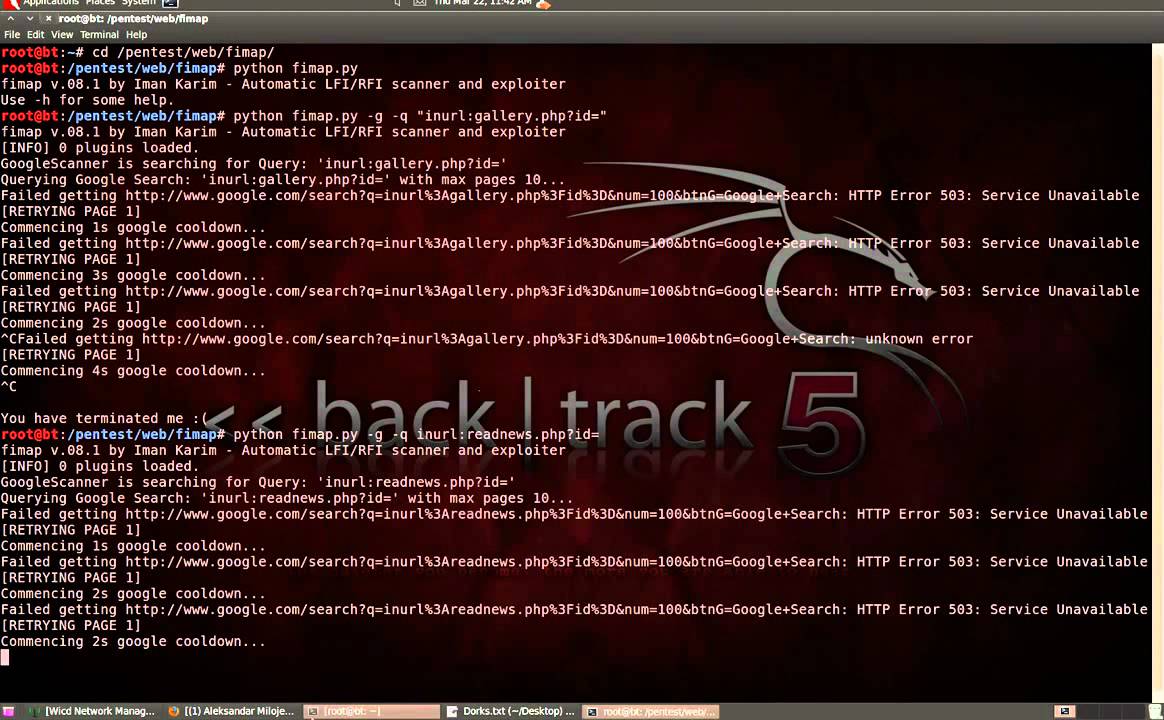 Applications Places System Thu Mar 22, 11:42 AM
root@bt: /pentest/web/fimap
File Edit View Terminal Help
root@bt:~# cd /pentest/web/fimap/
root@bt:/pentest/web/fimap# python fimap.py
fimap v.08.1 by Iman Karim - Automatic LFI/RFI scanner and exploiter
Use -h for some help.
root@bt:/pentest/web/fimap# python fimap.py -g -q "inurl:gallery.php?id="
fimap v.08.1 by Iman Karim - Automatic LFI/RFI scanner and exploiter
[INFO] 0 plugins loaded.
GoogleScanner is searching for Query: 'inurl:gallery.php?id='
Querying Google Search: 'inurl:gallery.php?id=' with max pages 10...
Failed getting http://www.google.com/search?q=inurl%3Agallery.php%3Fid%3D&num=100&btnG=Google+Search: HTTP Error 503: Service Unavailable
[RETRYING PAGE 1]
Commencing 1s google cooldown...
Failed getting http://www.google.com/search?q=inurl%3Agallery.php%3Fid%3D&num=100&btnG=Google+Search: HTTP Error 503: Service Unavailable
[RETRYING PAGE 1]
Commencing 3s google cooldown...
Failed getting http://www.google.com/search?q=inurl%3Agallery.php%3Fid%3D&num=100&btnG=Google+Search: HTTP Error 503: Service Unavailable
[RETRYING PAGE 1]
Commencing 2s google cooldown...
^CFailed getting http://www.google.com/search?q=inurl%3Agallery.php%3Fid%3D&num=100&btnG=Google+Search: unknown error
[RETRYING PAGE 1]
Commencing 4s google cooldown...
^C
You have terminated me :(
<< back | track 5
root@bt:/pentest/web/fimap# python fimap.py -g -q inurl:readnews.php?id=
fimap v.08.1 by Iman Karim - Automatic LFI/RFI scanner and exploiter
[INFO] 0 plugins loaded.
GoogleScanner is searching for Query: 'inurl:readnews.php?id='
Querying Google Search: 'inurl:readnews.php?id=' with max pages 10...
Failed getting http://www.google.com/search?q=inurl%3Areadnews.php%3Fid%3D&num=100&btnG=Google+Search: HTTP Error 503: Service Unavailable
[RETRYING PAGE 1]
Commencing 1s google cooldown...
Failed getting http://www.google.com/search?q=inurl%3Areadnews.php%3Fid%3D&num=100&btnG=Google+Search: HTTP Error 503: Service Unavailable
[RETRYING PAGE 1]
Commencing 2s google cooldown...
Failed getting http://www.google.com/search?q=inurl%3Areadnews.php%3Fid%3D&num=100&btnG=Google+Search: HTTP Error 503: Service Unavailable
[RETRYING PAGE 1]
Commencing 2s google cooldown...
[Wicd Network Manag... [(1) Aleksandar Miloje... [root@bt: ~] Dorks.txt (~/Desktop) ... root@bt: /pentest/web/...